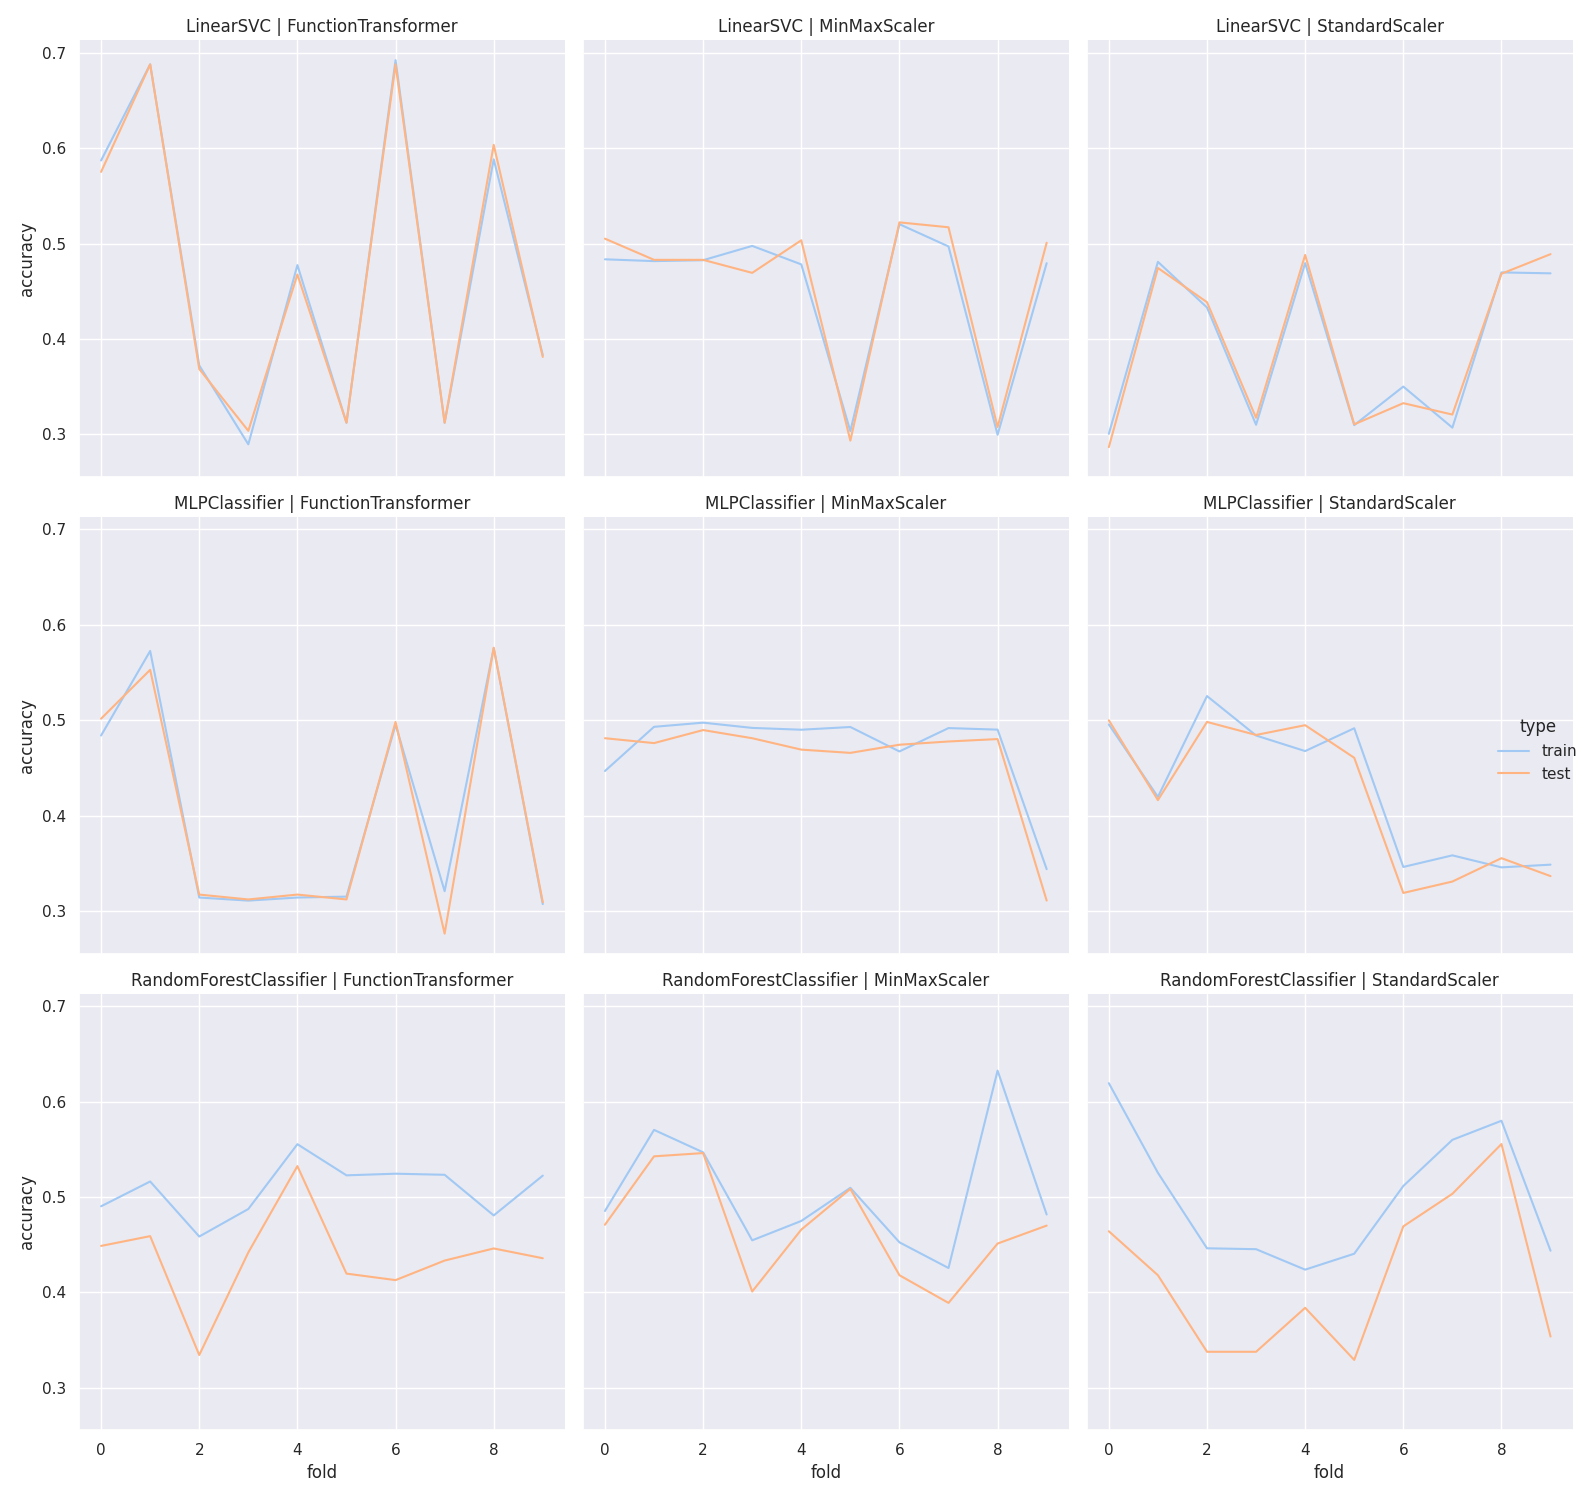 LinearSVC | FunctionTransformer
LinearSVC | MinMaxScaler
LinearSVC | StandardScaler
0.7
0.6
0.5
0.4
0.3
accuracy
MLPClassifier | FunctionTransformer
MLPClassifier | MinMaxScaler
MLPClassifier | StandardScaler
0.7
0.6
0.5
0.4
0.3
accuracy
type
train
test
RandomForestClassifier | FunctionTransformer
RandomForestClassifier | MinMaxScaler
RandomForestClassifier | StandardScaler
0.7
0.6
0.5
0.4
0.3
accuracy
0 2 4 6 8
0 2 4 6 8
0 2 4 6 8
fold
fold
fold